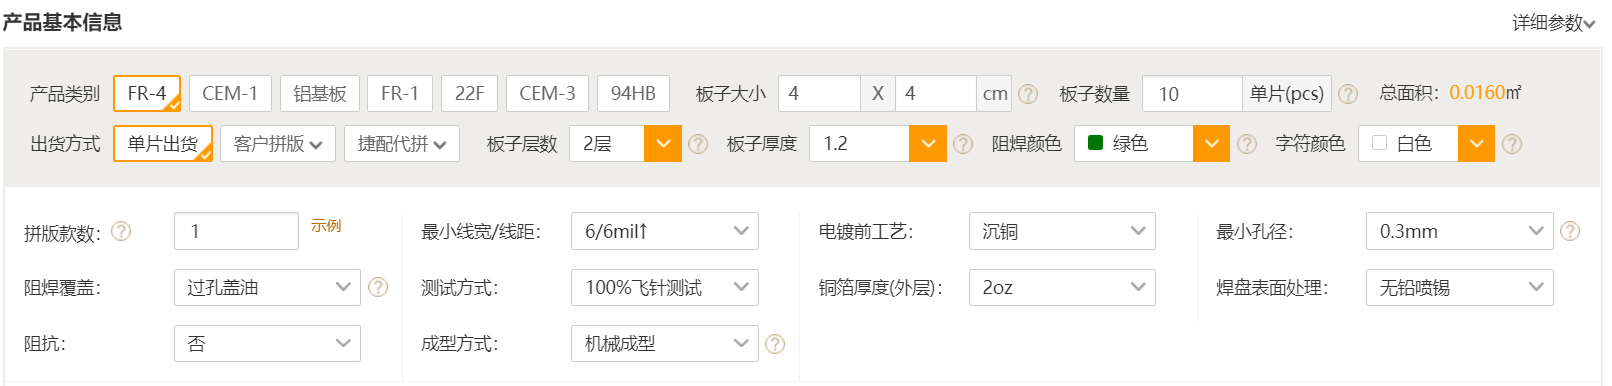 产品基本信息 详细参数
产品类别 FR-4 CEM-1 铝基板 FR-1 22F CEM-3 94HB 板子大小 4 X 4 cm ? 板子数量 10 单片(pcs) ? 总面积：0.0160㎡
出货方式 单片出货 客户拼版 捷配代拼 板子层数 2层 ? 板子厚度 1.2 ? 阻焊颜色 绿色 ? 字符颜色 白色 ?
拼版款数：? 1 示例 最小线宽/线距： 6/6mil↑ 电镀前工艺： 沉铜 最小孔径： 0.3mm ?
阻焊覆盖： 过孔盖油 ? 测试方式： 100%飞针测试 铜箔厚度(外层)： 2oz 焊盘表面处理： 无铅喷锡
阻抗： 否 成型方式： 机械成型 ?